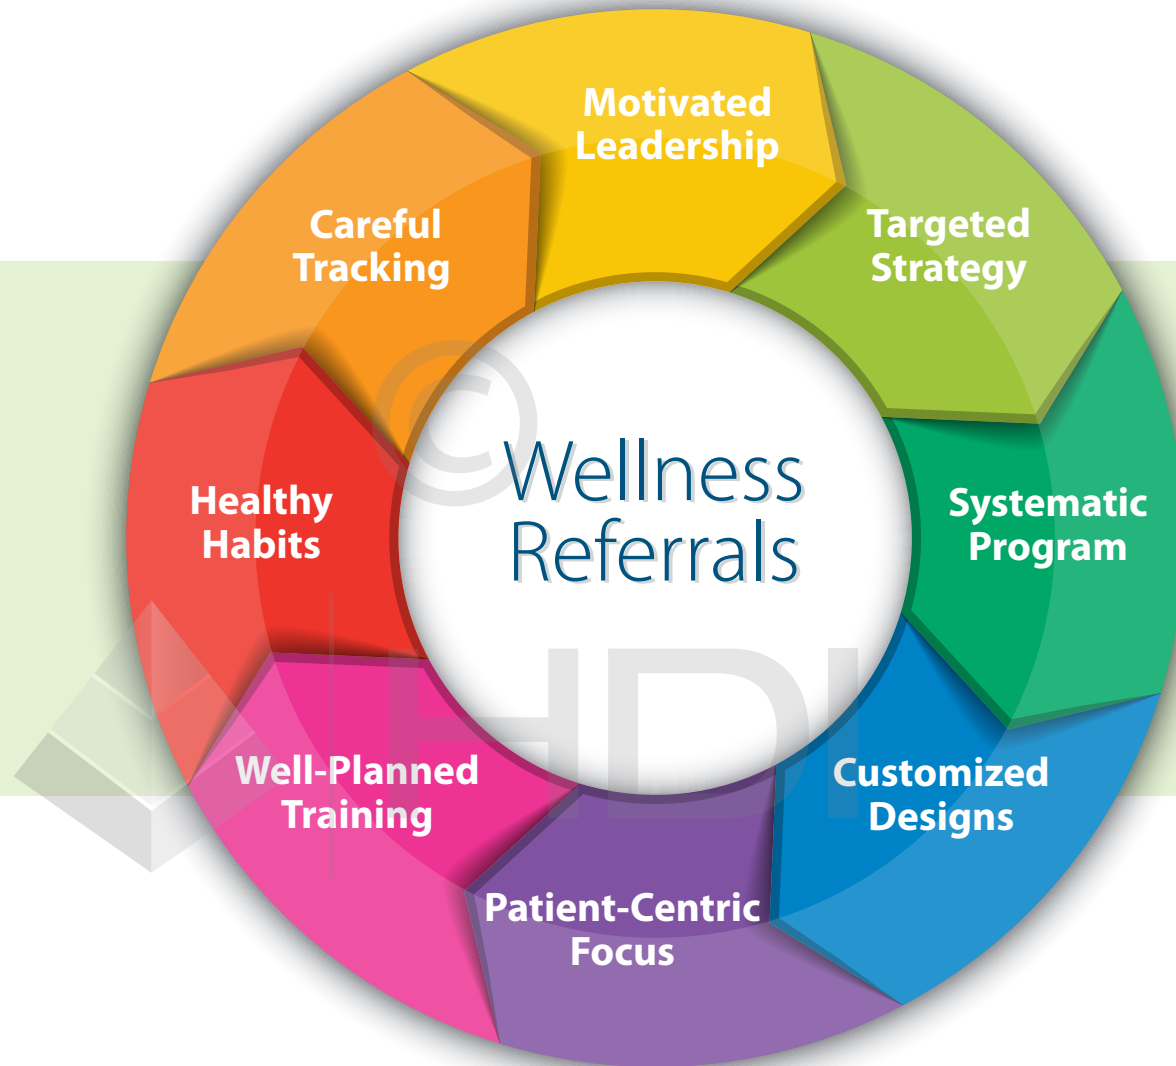 Motivated
Leadership
Targeted
Strategy
Systematic
Program
Customized
Designs
Patient-Centric
Focus
Well-Planned
Training
Healthy
Habits
Careful
Tracking
Wellness
Referrals
©
HDI